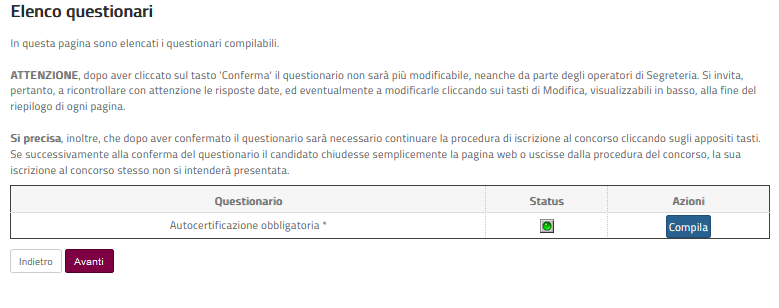 Elenco questionari
In questa pagina sono elencati i questionari compilabili.
ATTENZIONE, dopo aver cliccato sul tasto 'Conferma' il questionario non sarà più modificabile, neanche da parte degli operatori di Segreteria. Si invita,
pertanto, a ricontrollare con attenzione le risposte date, ed eventualmente a modificarle cliccando sui tasti di Modifica, visualizzabili in basso, alla fine del
riepilogo di ogni pagina.
Si precisa, inoltre, che dopo aver confermato il questionario sarà necessario continuare la procedura di iscrizione al concorso cliccando sugli appositi tasti.
Se successivamente alla conferma del questionario il candidato chiudesse semplicemente la pagina web o uscisse dalla procedura del concorso, la sua
iscrizione al concorso stesso non si intenderà presentata.
Questionario Status Azioni
Autocertificazione obbligatoria * Compila
Indietro Avanti